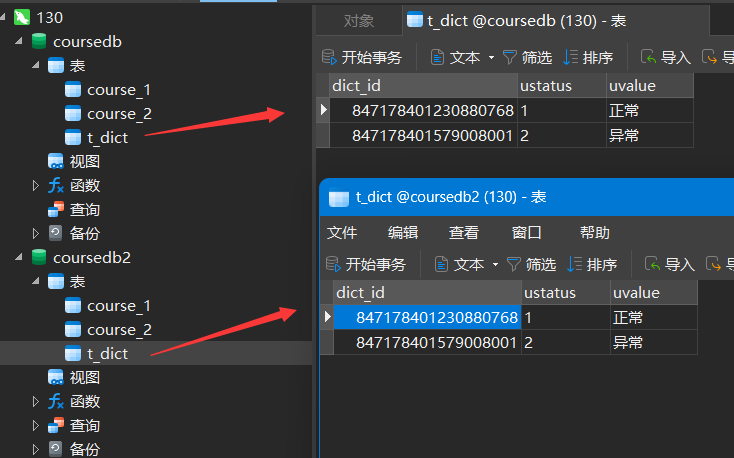 130
coursedb
表
course_1
course_2
t_dict
视图
函数
查询
备份
coursedb2
表
course_1
course_2
t_dict
视图
函数
查询
备份
对象 t_dict @coursedb (130) - 表
开始事务 文本 筛选 排序 导入 导
dict_id ustatus uvalue
847178401230880768 1 正常
847178401579008001 2 异常
t_dict @coursedb2 (130) - 表
文件 编辑 查看 窗口 帮助
开始事务 文本 筛选 排序 导入 导
dict_id ustatus uvalue
847178401230880768 1 正常
847178401579008001 2 异常